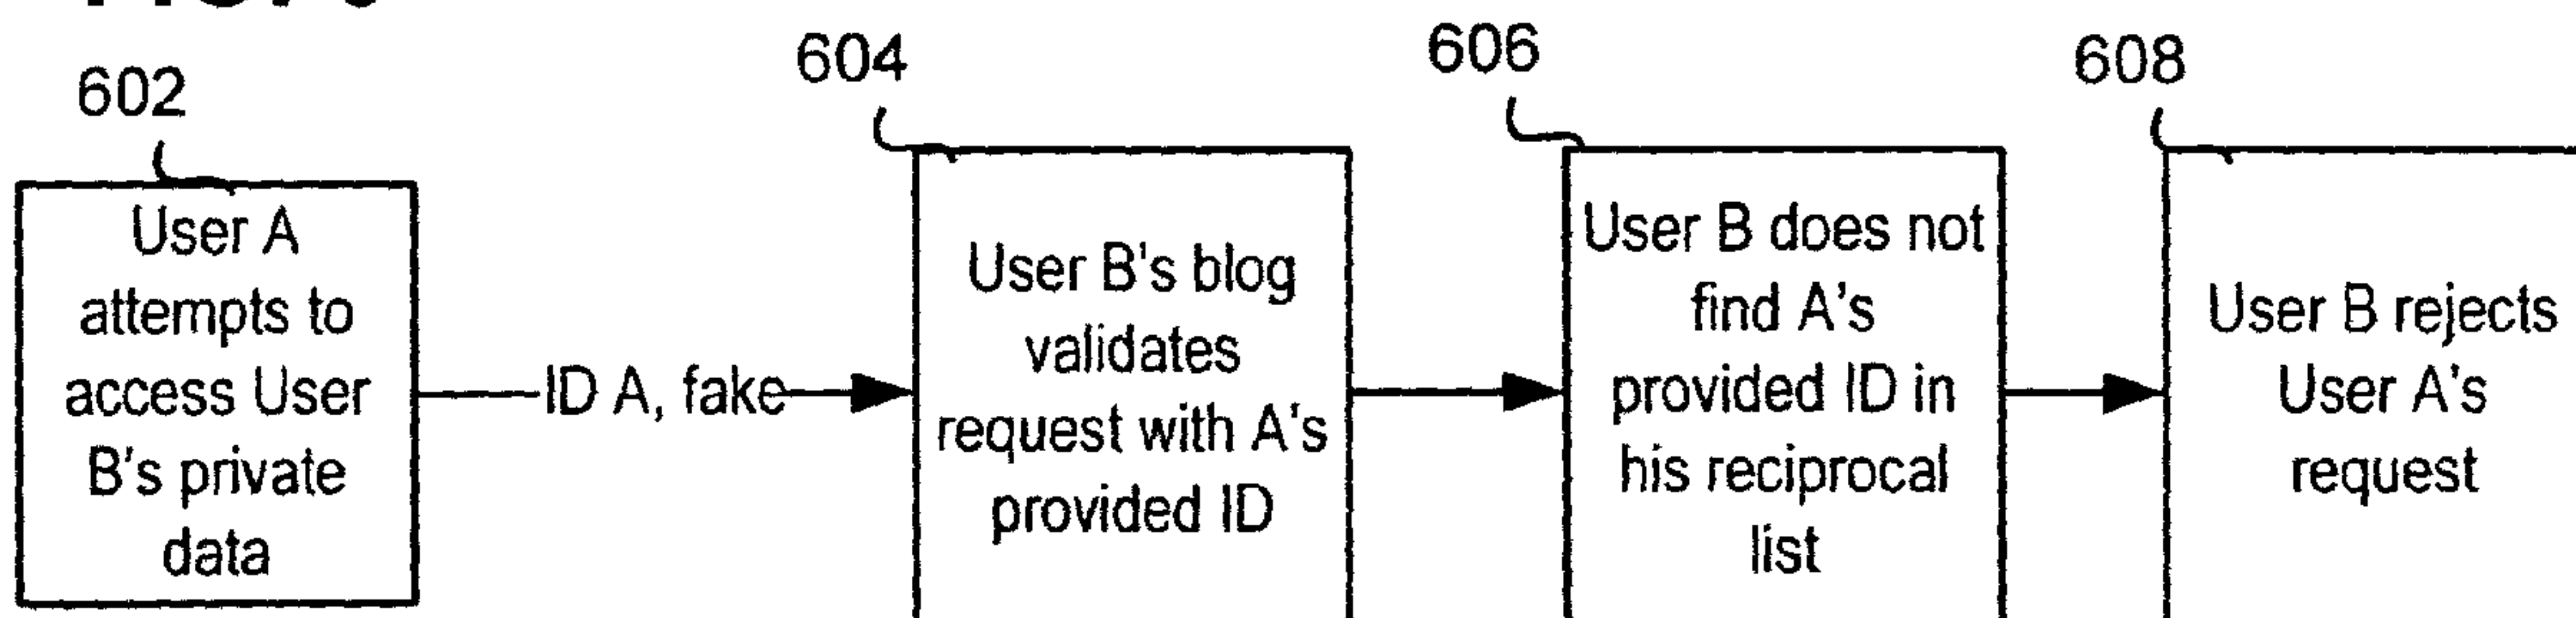 602
604
606
608
User A
attempts to
access User
B's private
data
ID A, fake
User B's blog
validates
request with A's
provided ID
User B does not
find A's
provided ID in
his reciprocal
list
User B rejects
User A's
request